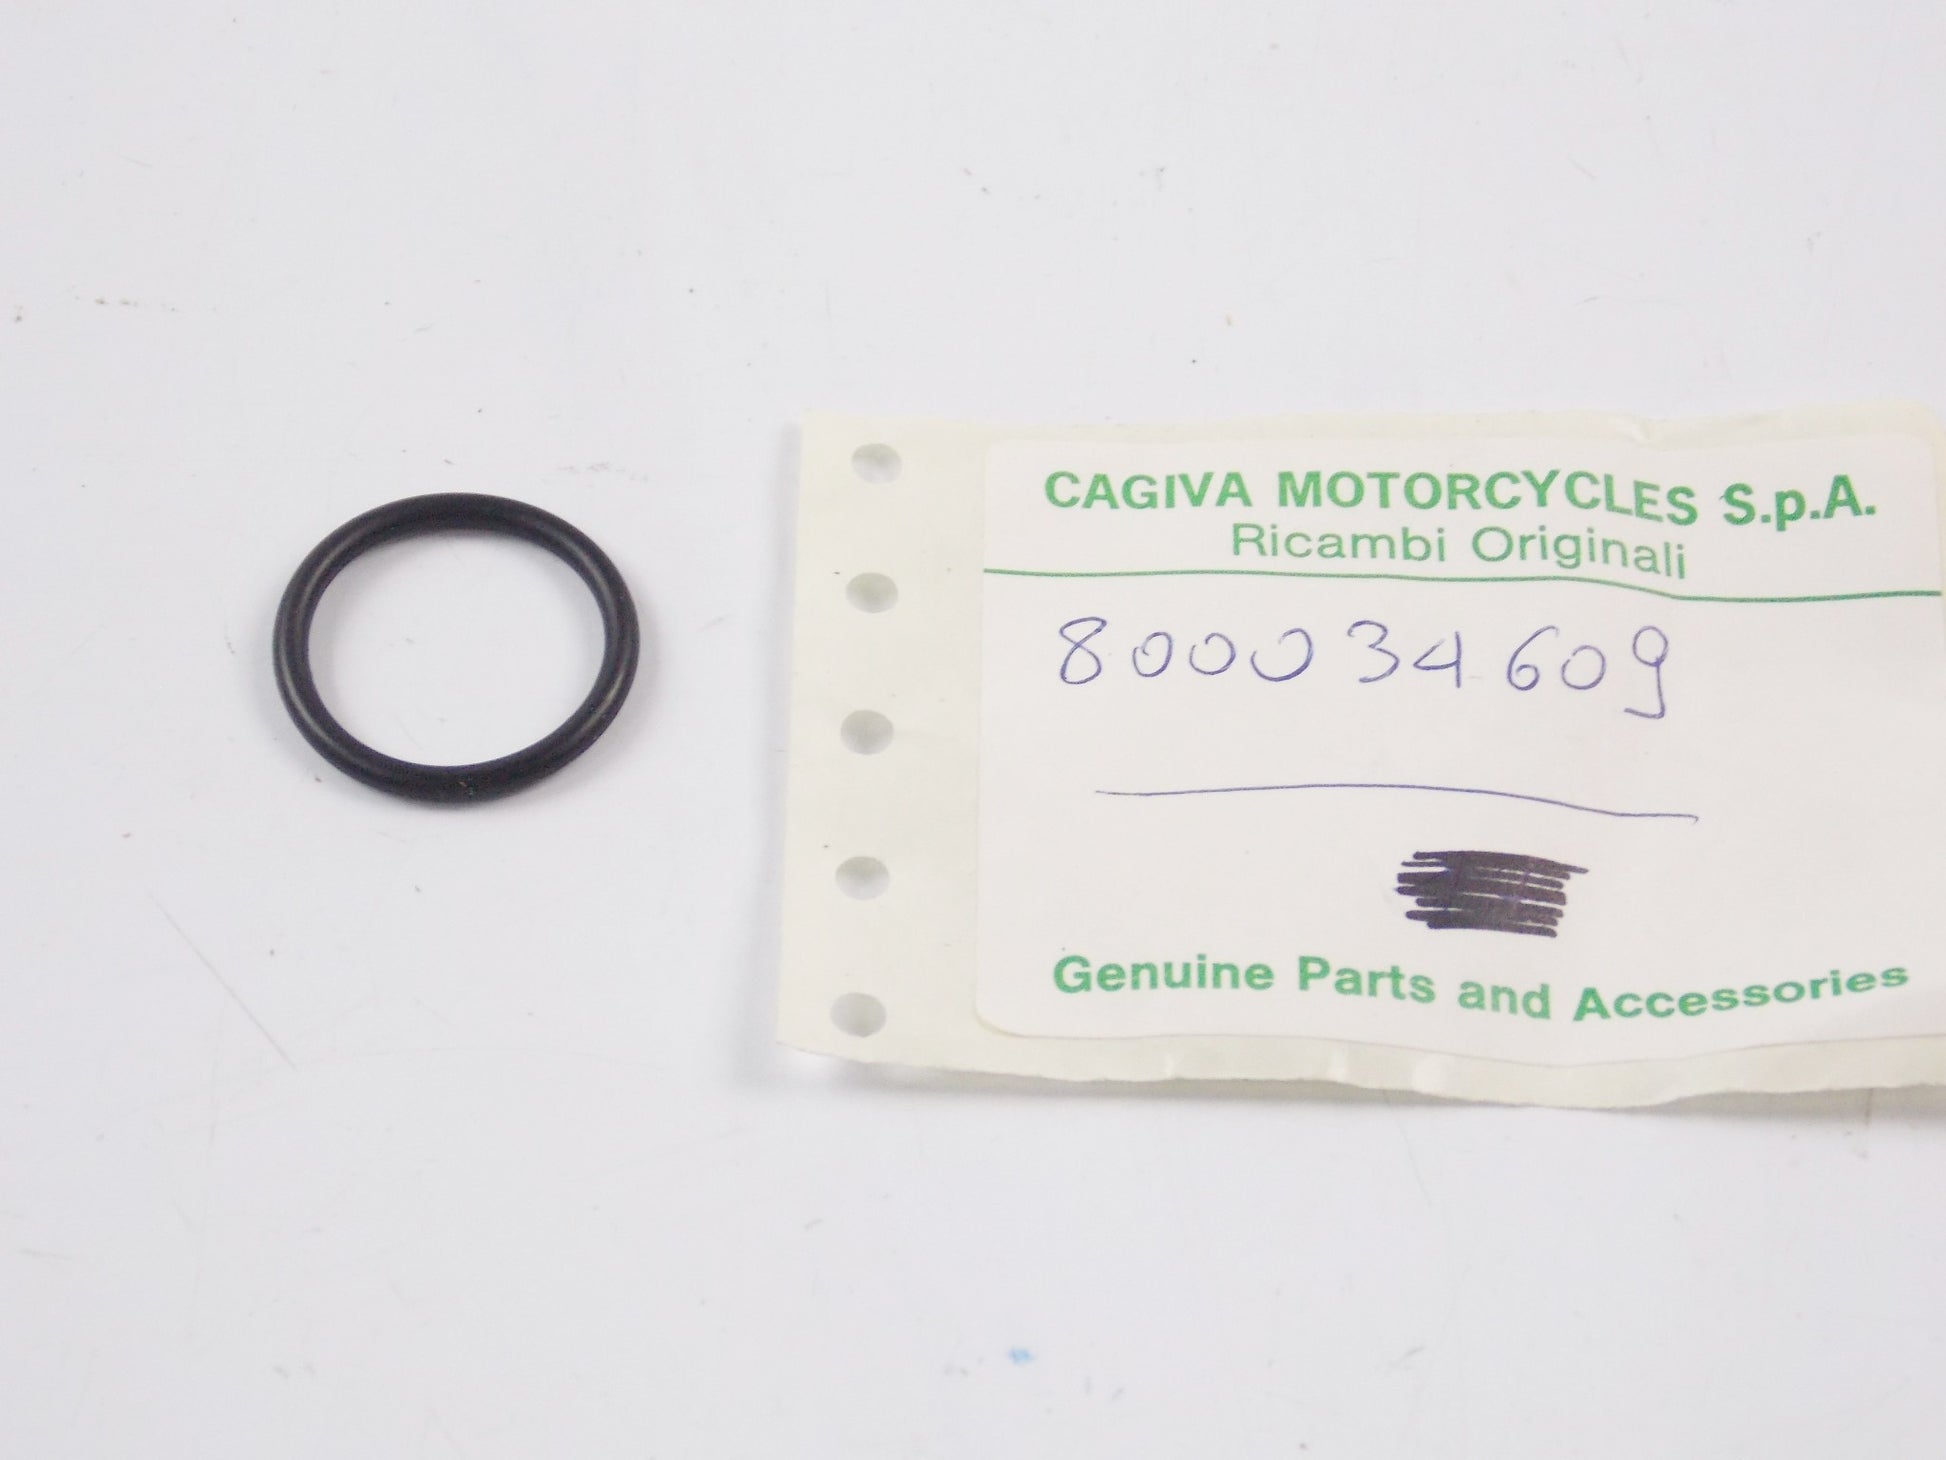 CAGIVA MOTORCYCLES S.p.A.
Ricambi Originali
800034609
Genuine Parts and Accessories